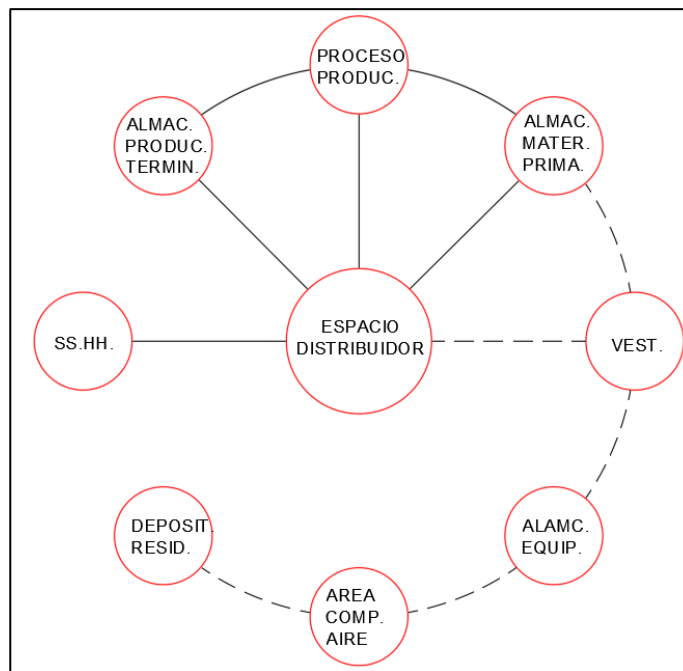 PROCESO
PRODUC.
ALMAC.
PRODUC.
TERMIN.
ALMAC.
MATER.
PRIMA.
SS.HH.
ESPACIO
DISTRIBUIDOR
VEST.
DEPOSIT.
RESID.
ALAMC.
EQUIP.
AREA
COMP.
AIRE